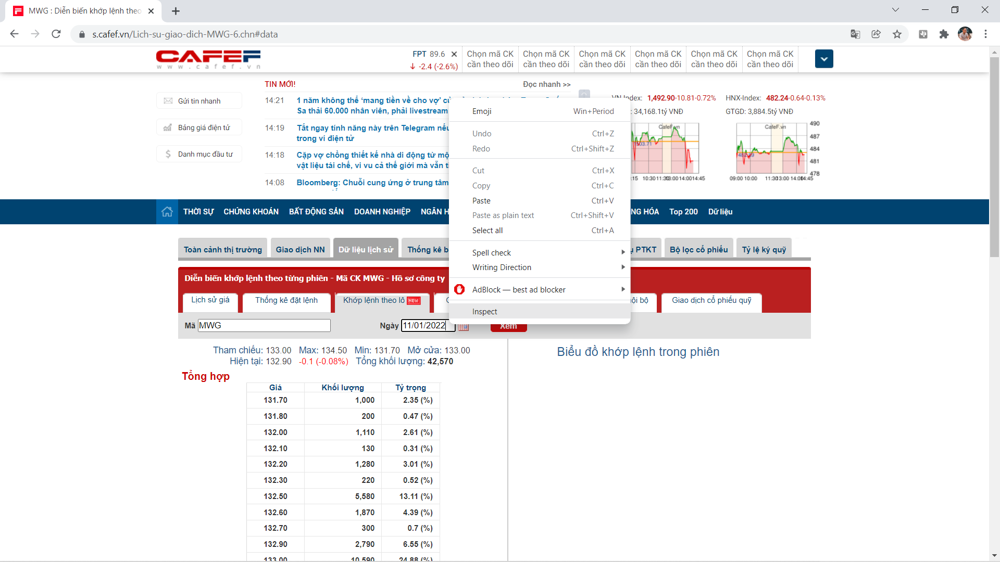 MWG : Diễn biến khớp lệnh theo
s.cafef.vn/Lich-su-giao-dich-MWG-6.chn#data
CAFEF
www.cafef.vn
FPT 89.6
-2.4 (-2.6%)
Chọn mã CK cần theo dõi
Chọn mã CK cần theo dõi
Chọn mã CK cần theo dõi
Chọn mã CK cần theo dõi
Chọn mã CK cần theo dõi
Chọn mã CK cần theo dõi
Gửi tin nhanh
Bảng giá điện tử
Danh mục đầu tư
TIN MỚI!
Đọc nhanh >>
14:21 1 năm không thể ‘mang tiền về cho vợ’
Sa thải 60.000 nhân viên, phải livestream
14:19 Tắt ngay tính năng này trên Telegram nếu
trong ví điện tử
14:18 Cặp vợ chồng thiết kế nhà di động từ
vật liệu tái chế, vi vu cả thế giới mà vẫn
14:08 Bloomberg: Chuỗi cung ứng ở trung tâm
Index: 1,492.90 -10.81 -0.72%
: 34,168.1tỷ VNĐ
CafeF.vn
:15 10:30 11:30 13:00 14:00 14:45
HNX-Index: 482.24 -0.64 -0.13%
GTGD: 3,884.5tỷ VNĐ
CafeF.vn
490
487
484
481
478
09:00 10:00 11:30 13:00 14:00 14:45
Emoji Win+Period
Undo Ctrl+Z
Redo Ctrl+Shift+Z
Cut Ctrl+X
Copy Ctrl+C
Paste Ctrl+V
Paste as plain text Ctrl+Shift+V
Select all Ctrl+A
Spell check
Writing Direction
AdBlock — best ad blocker
Inspect
THỜI SỰ CHỨNG KHOÁN BẤT ĐỘNG SẢN DOANH NGHIỆP NGÂN H
NG HÓA Top 200 Dữ liệu
Toàn cảnh thị trường Giao dịch NN Dữ liệu lịch sử Thống kê b
PTKT Bộ lọc cổ phiếu Tỷ lệ ký quỹ
Diễn biến khớp lệnh theo từng phiên - Mã CK MWG - Hồ sơ công ty
Lịch sử giá Thống kê đặt lệnh Khớp lệnh theo lô NEW
nội bộ Giao dịch cổ phiếu quỹ
Mã MWG Ngày 11/01/2022 Xem
Tham chiếu: 133.00 Max: 134.50 Min: 131.70 Mở cửa: 133.00
Hiện tại: 132.90 -0.1 (-0.08%) Tổng khối lượng: 42,570
Biểu đồ khớp lệnh trong phiên
Tổng hợp
Giá Khối lượng Tỷ trọng
131.70 1,000 2.35 (%)
131.80 200 0.47 (%)
132.00 1,110 2.61 (%)
132.10 130 0.31 (%)
132.20 1,280 3.01 (%)
132.30 220 0.52 (%)
132.50 5,580 13.11 (%)
132.60 1,870 4.39 (%)
132.70 300 0.7 (%)
132.90 2,790 6.55 (%)
133.00 10,590 24.88 (%)